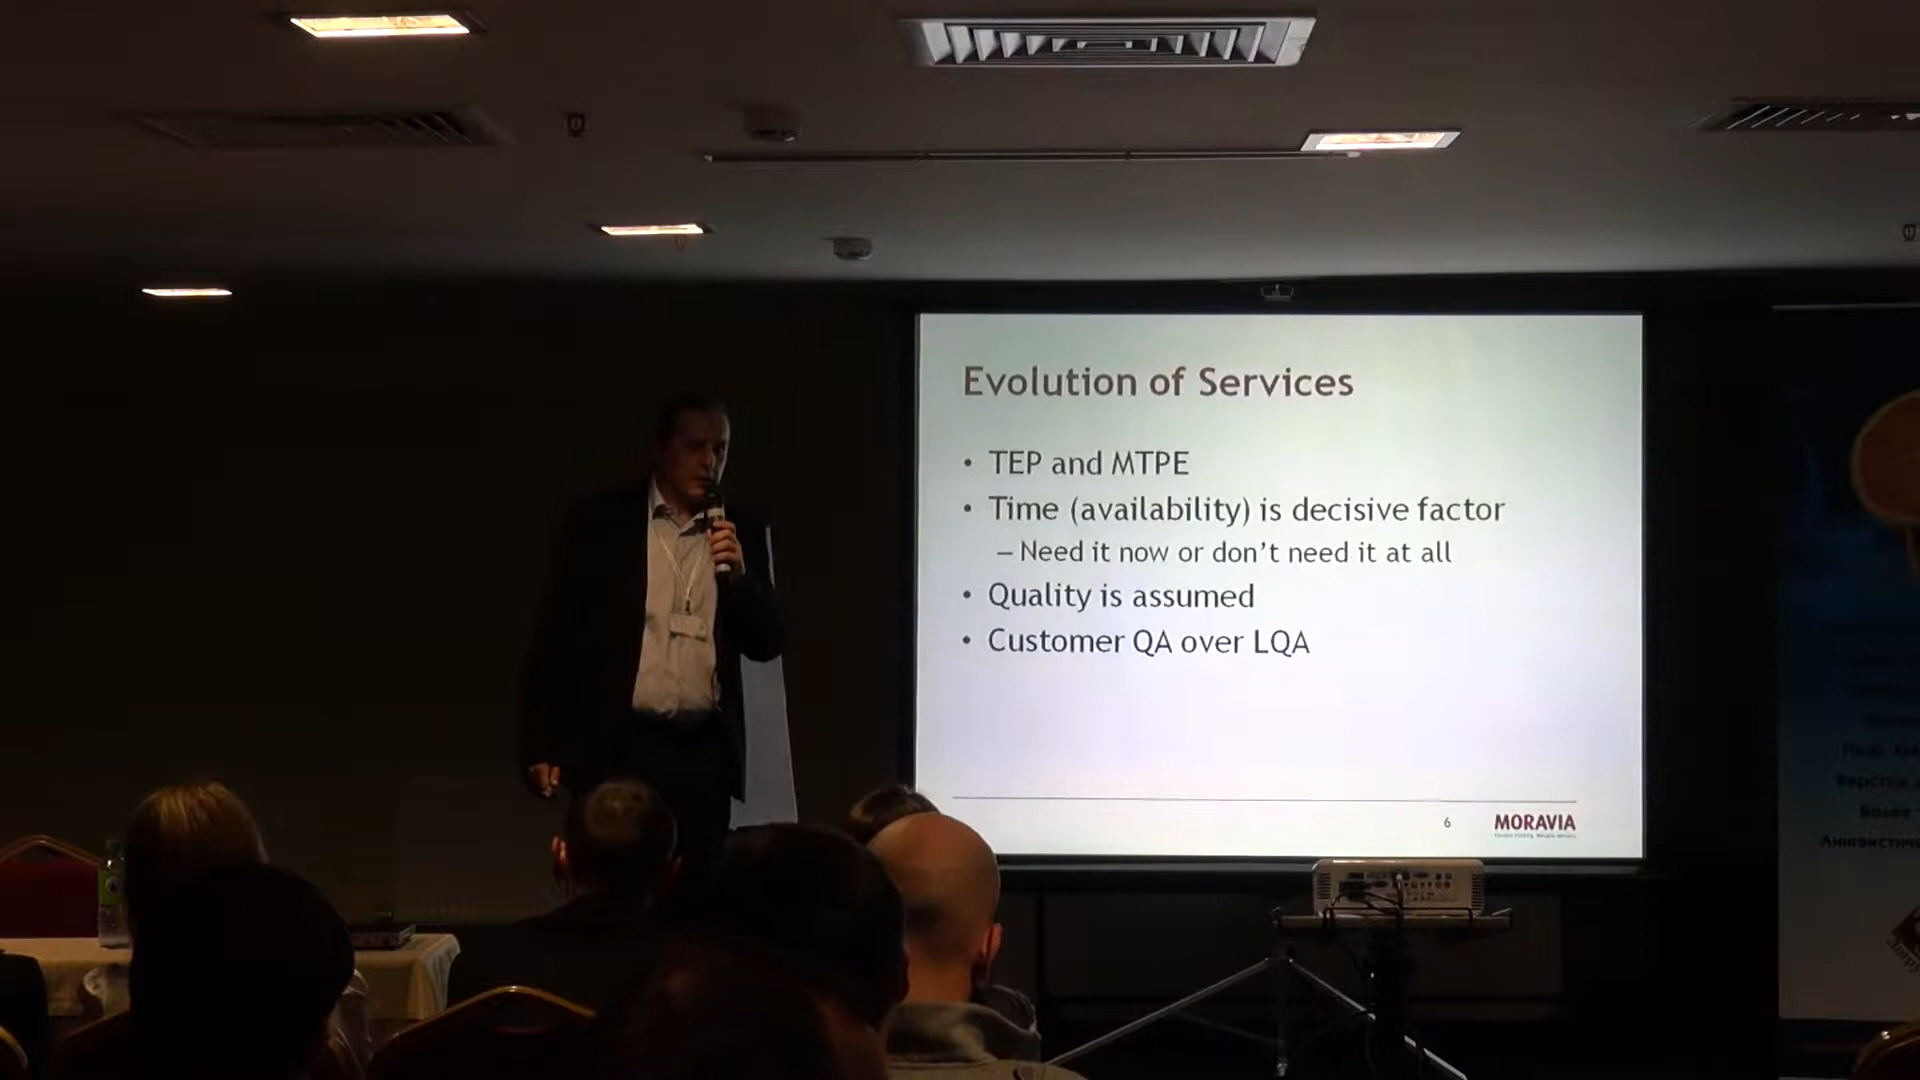 Evolution of Services
• TEP and MTPE
• Time (availability) is decisive factor
– Need it now or don't need it at all
• Quality is assumed
• Customer QA over LQA
6
MORAVIA